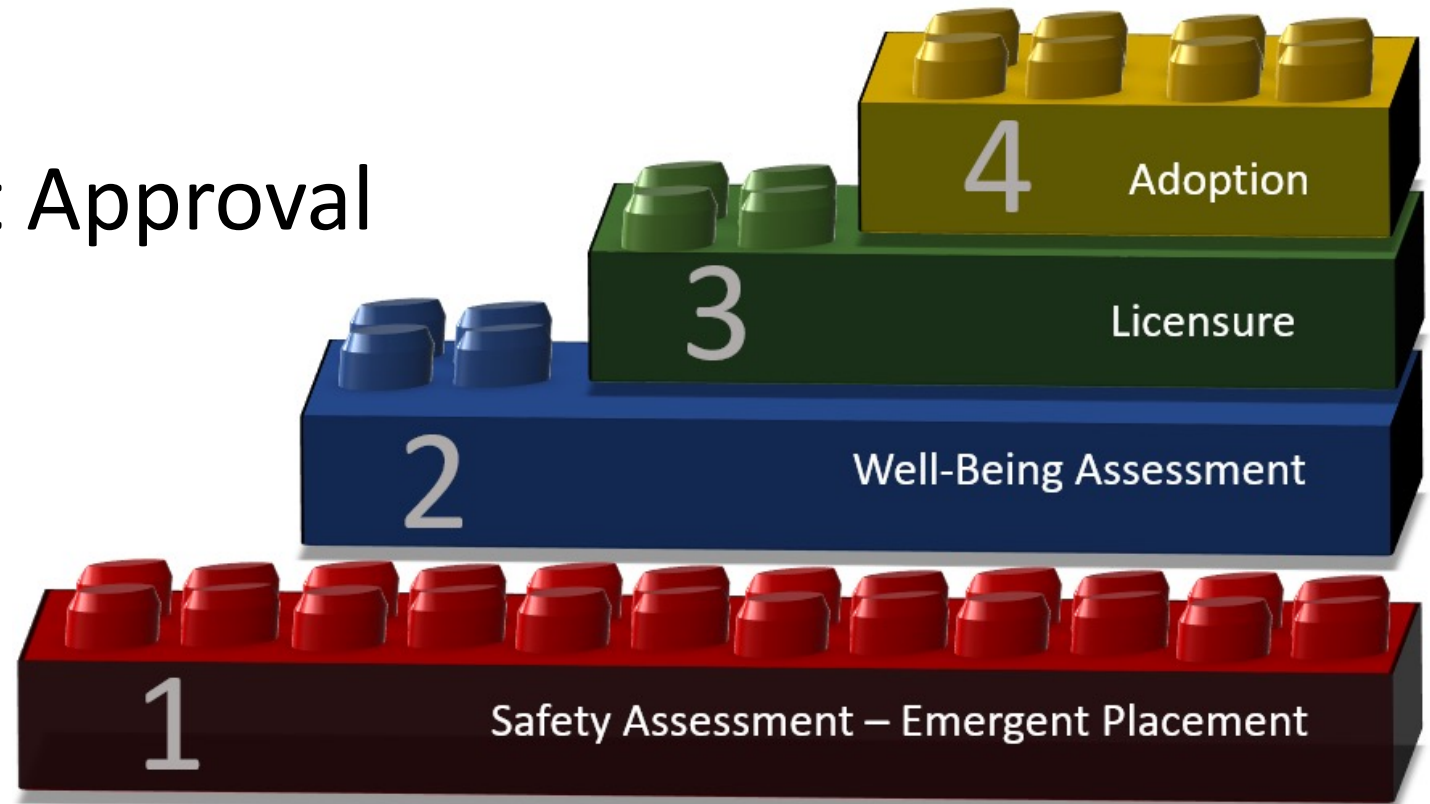 Approval
4 Adoption
3 Licensure
2 Well-Being Assessment
1 Safety Assessment – Emergent Placement